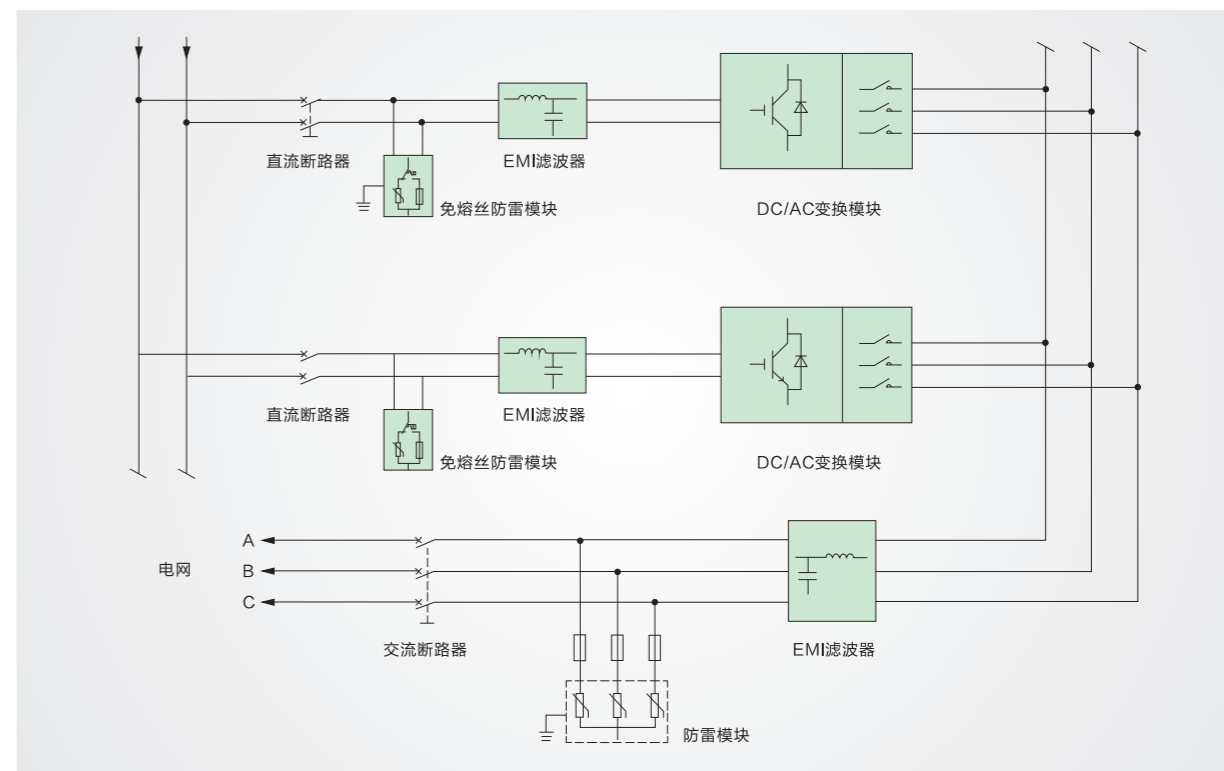 直流断路器
EMI滤波器
免熔丝防雷模块
DC/AC变换模块
直流断路器
EMI滤波器
免熔丝防雷模块
DC/AC变换模块
A
电网
B
C
交流断路器
EMI滤波器
防雷模块